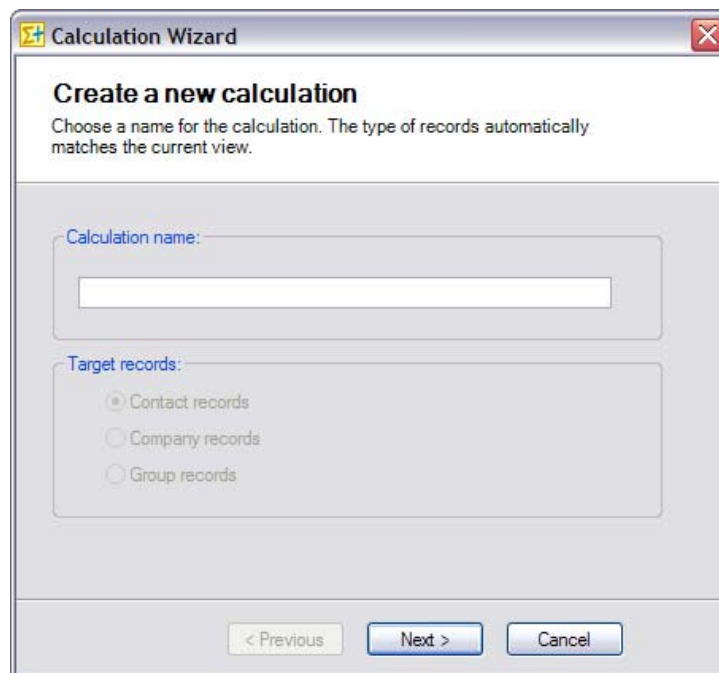 Calculation Wizard
Create a new calculation
Choose a name for the calculation. The type of records automatically
matches the current view.
Calculation name:
Target records:
Contact records
Company records
Group records
< Previous
Next >
Cancel